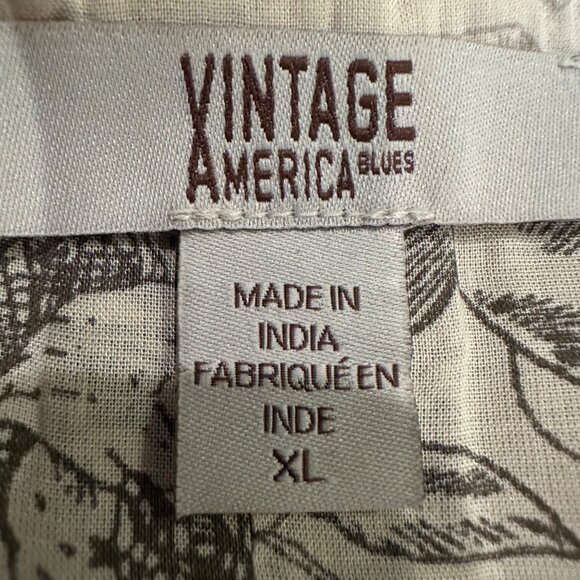 VINTAGE
AMERICA BLUES
MADE IN
INDIA
FABRIQUÉ EN
INDE
XL